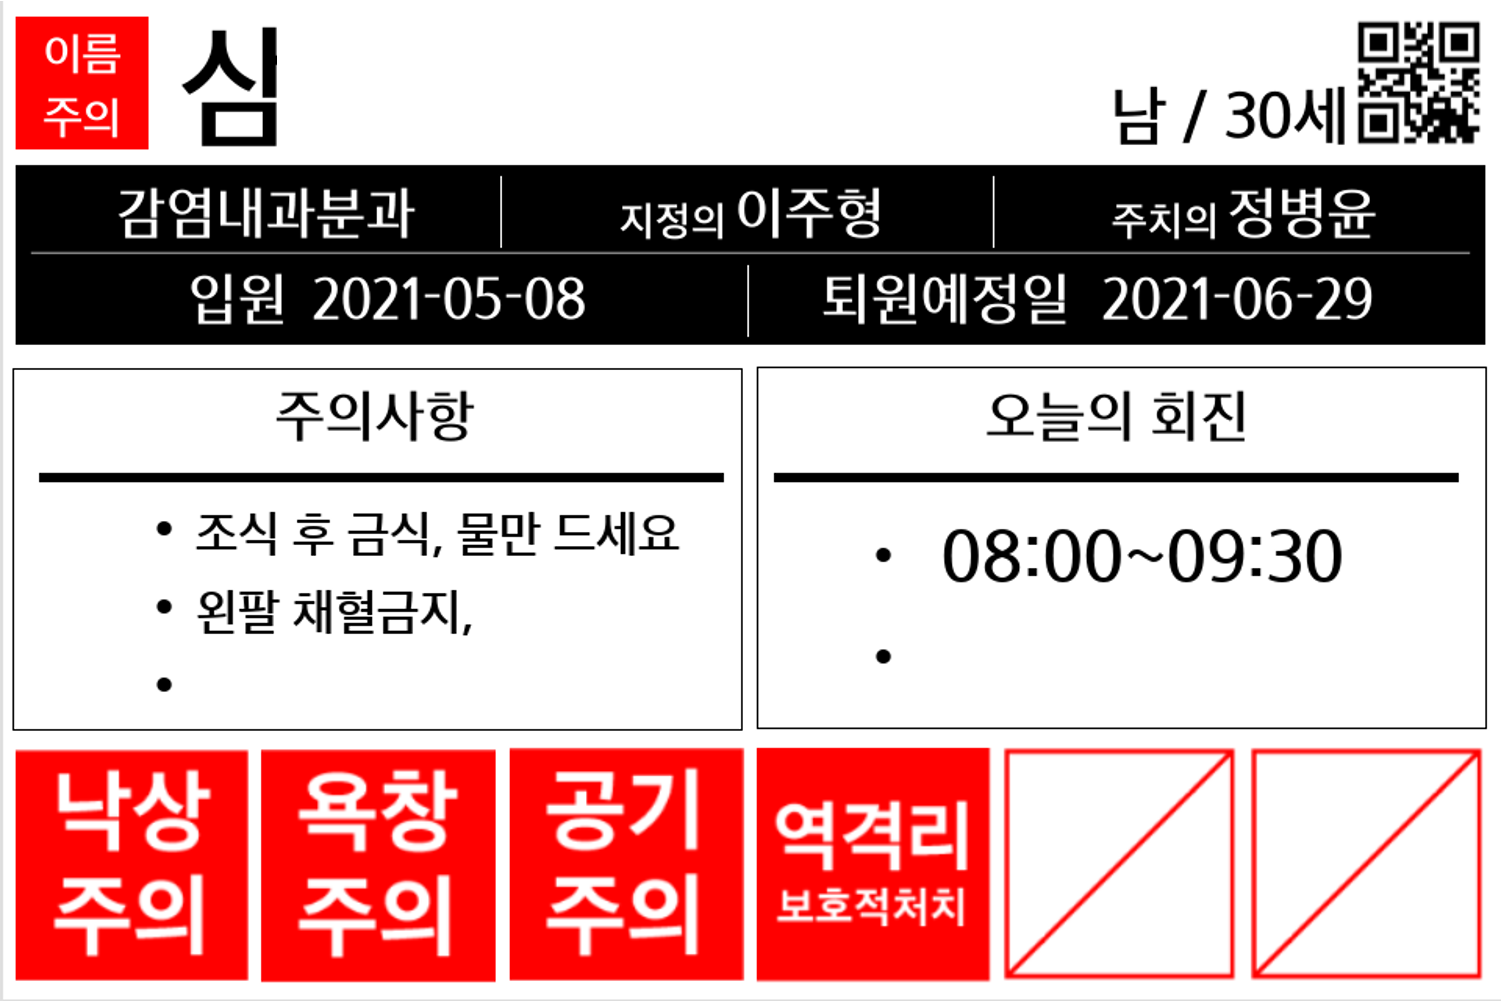 이름
주의
심
남 / 30세
감염내과분과
지정의 이주형
주치의 정병윤
입원 2021-05-08
퇴원예정일 2021-06-29
주의사항
• 조식 후 금식, 물만 드세요
• 왼팔 채혈금지,
•
오늘의 회진
• 08:00~09:30
•
낙상
주의
욕창
주의
공기
주의
역격리
보호적처치